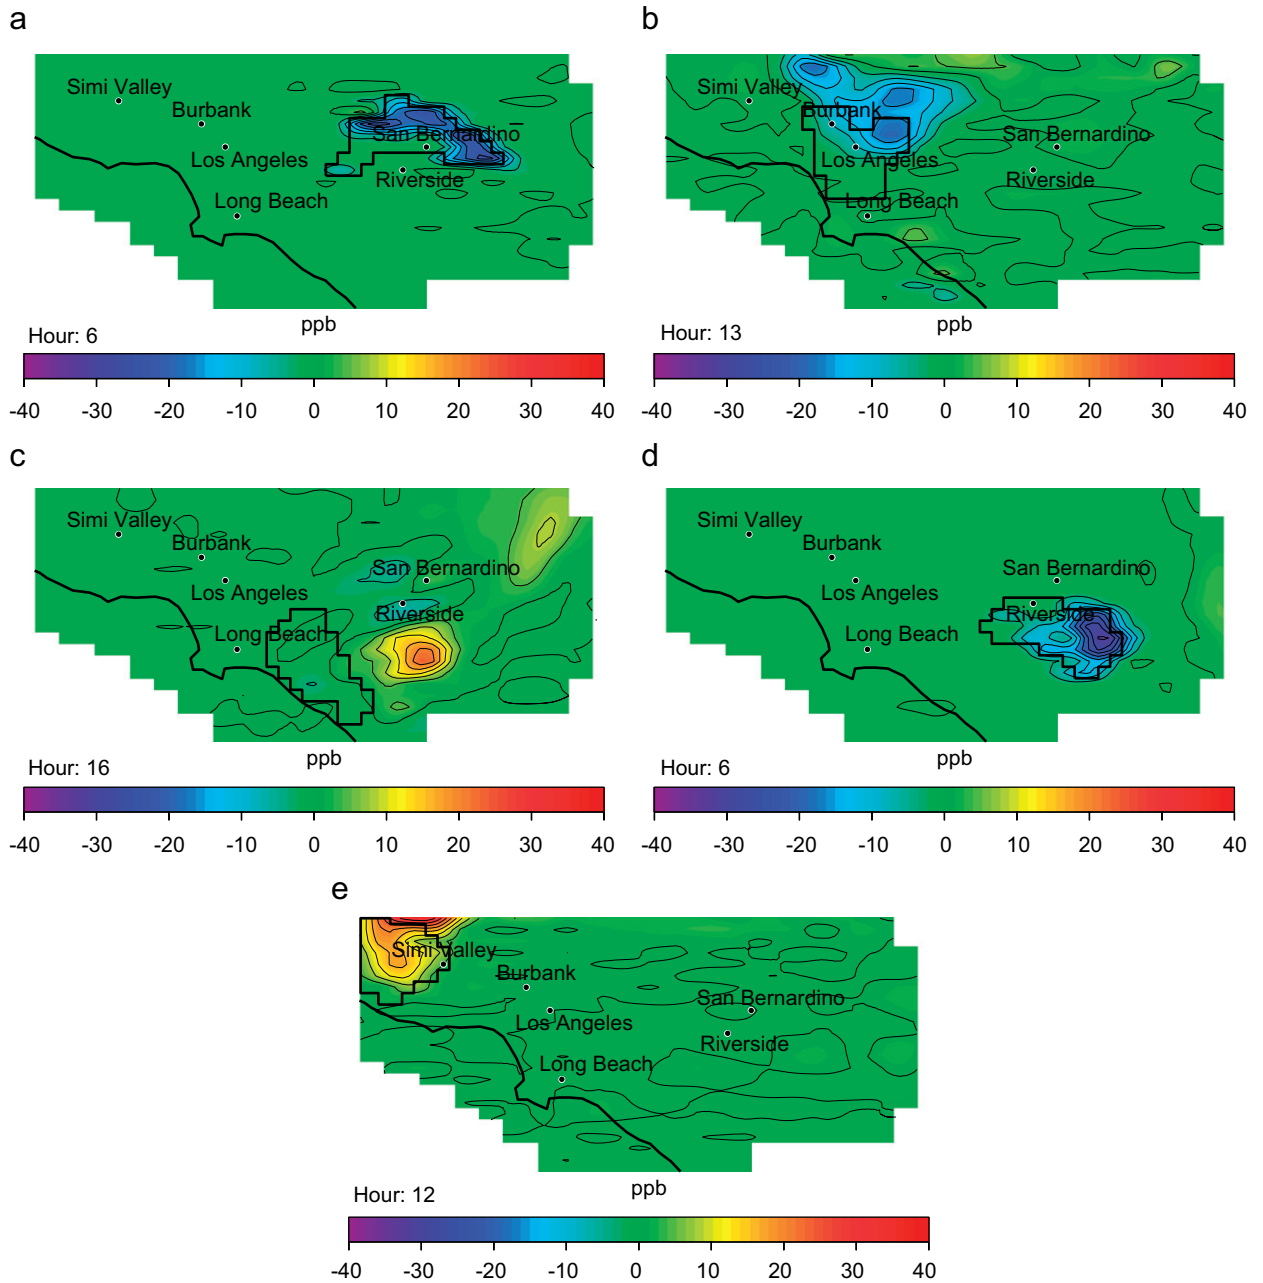 a
Simi Valley
Burbank
San Bernardino
Los Angeles
Riverside
Long Beach
ppb
Hour: 6
-40 -30 -20 -10 0 10 20 30 40
b
Simi Valley
Burbank
San Bernardino
Los Angeles
Riverside
Long Beach
ppb
Hour: 13
-40 -30 -20 -10 0 10 20 30 40
c
Simi Valley
Burbank
San Bernardino
Los Angeles
Riverside
Long Beach
ppb
Hour: 16
-40 -30 -20 -10 0 10 20 30 40
d
Simi Valley
Burbank
San Bernardino
Los Angeles
Riverside
Long Beach
ppb
Hour: 6
-40 -30 -20 -10 0 10 20 30 40
e
Simi Valley
Burbank
San Bernardino
Los Angeles
Riverside
Long Beach
ppb
Hour: 12
-40 -30 -20 -10 0 10 20 30 40